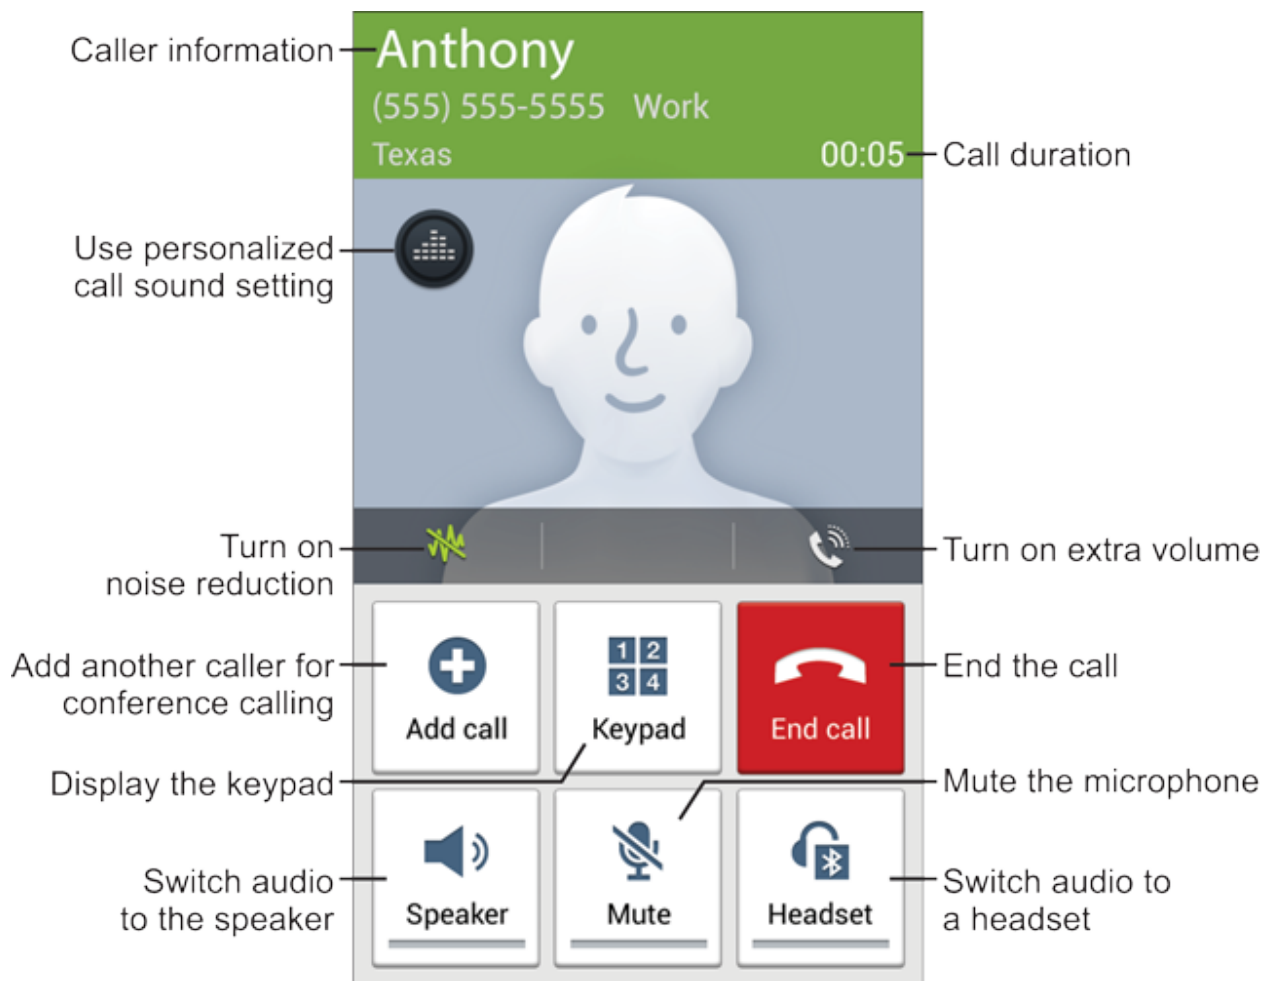 Caller information
Anthony
(555) 555-5555 Work
Texas
00:05
Call duration
Use personalized
call sound setting
Turn on
noise reduction
Turn on extra volume
Add another caller for
conference calling
Add call
1 2
3 4
Keypad
End call
End the call
Display the keypad
Mute the microphone
Switch audio
to the speaker
Speaker
Mute
Headset
Switch audio to
a headset